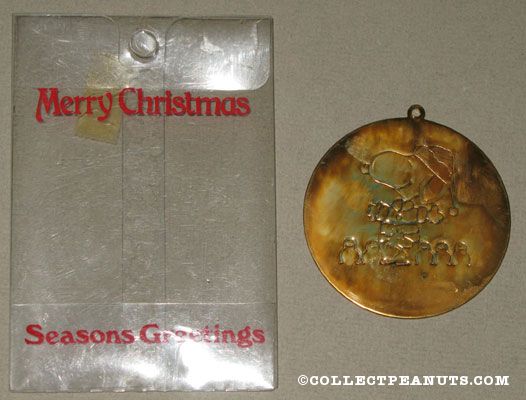 Merry Christmas
Seasons Greetings
©COLLECTPEANUTS.COM